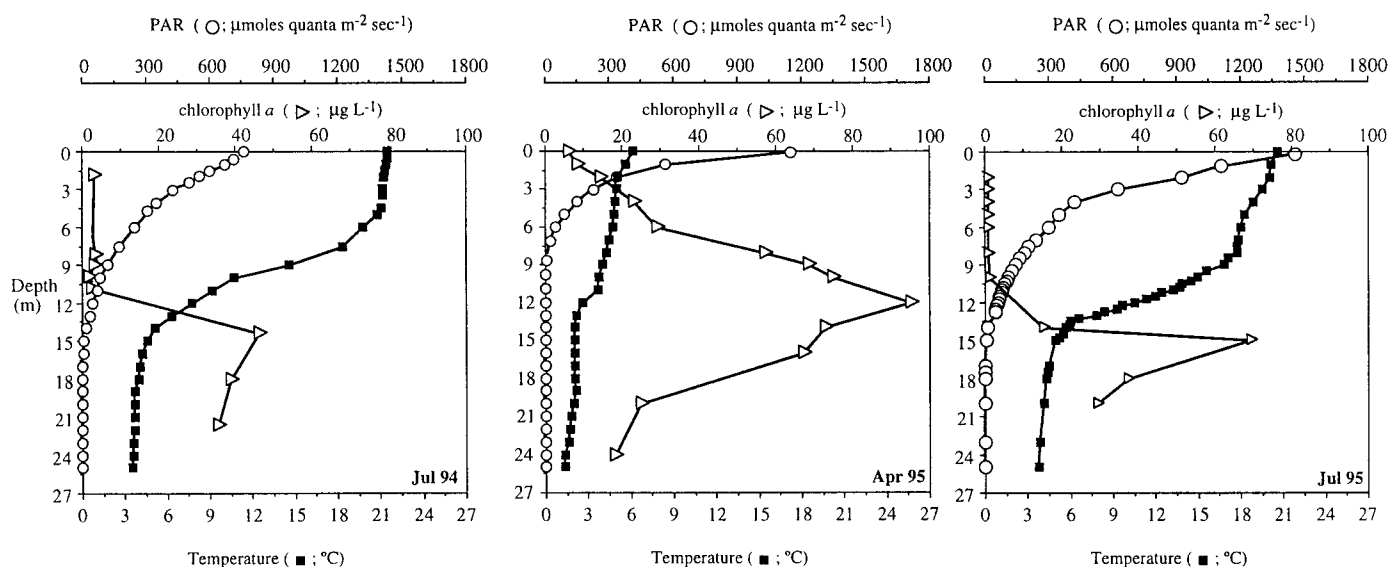 PAR ( ○; µmoles quanta m-2 sec-1)
0 300 600 900 1200 1500 1800
chlorophyll a ( ▷ ; µg L-1)
0 20 40 60 80 100
0
3
6
9
12
15
18
21
24
27
Depth
(m)
Jul 94
0 3 6 9 12 15 18 21 24 27
Temperature ( ■ ; °C)
PAR ( ○; µmoles quanta m-2 sec-1)
0 300 600 900 1200 1500 1800
chlorophyll a ( ▷ ; µg L-1)
0 20 40 60 80 100
0
3
6
9
12
15
18
21
24
27
Apr 95
0 3 6 9 12 15 18 21 24 27
Temperature ( ■ ; °C)
PAR ( ○; µmoles quanta m-2 sec-1)
0 300 600 900 1200 1500 1800
chlorophyll a ( ▷ ; µg L-1)
0 20 40 60 80 100
0
3
6
9
12
15
18
21
24
27
Jul 95
0 3 6 9 12 15 18 21 24 27
Temperature ( ■ ; °C)